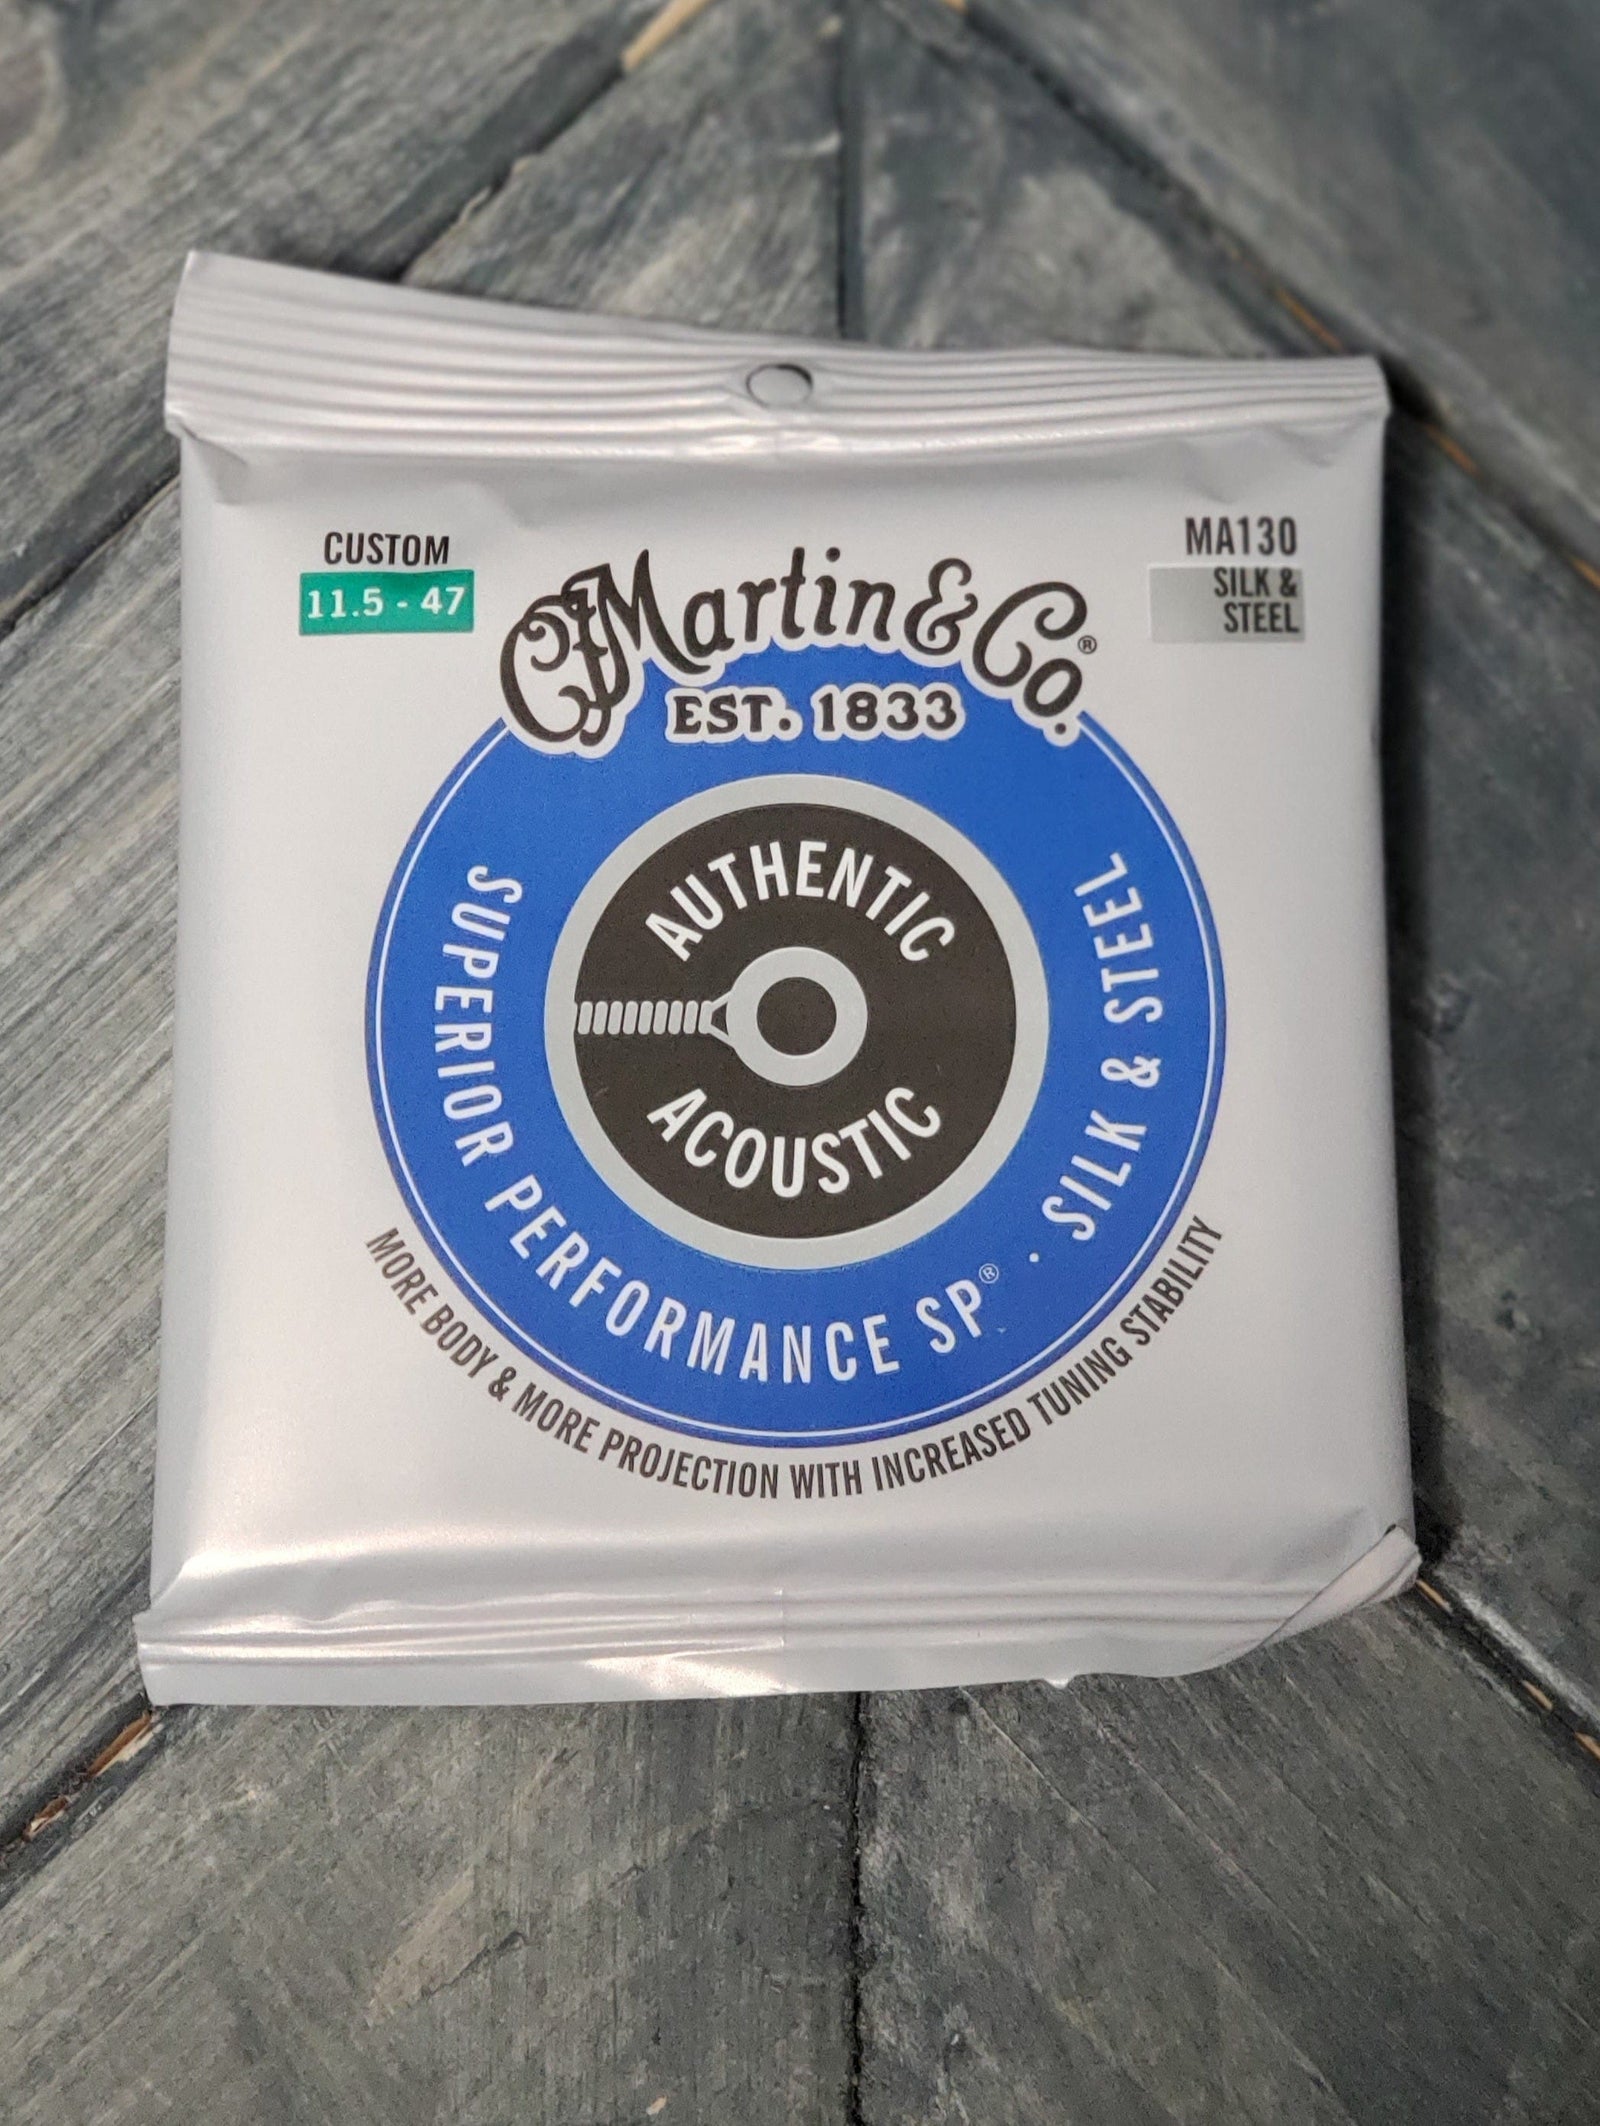 CUSTOM
11.5 - 47
MA130
SILK &
STEEL
CF Martin & Co.®
EST. 1833
AUTHENTIC
ACOUSTIC
SUPERIOR PERFORMANCE SP® · SILK & STEEL
MORE BODY & MORE PROJECTION WITH INCREASED TUNING STABILITY